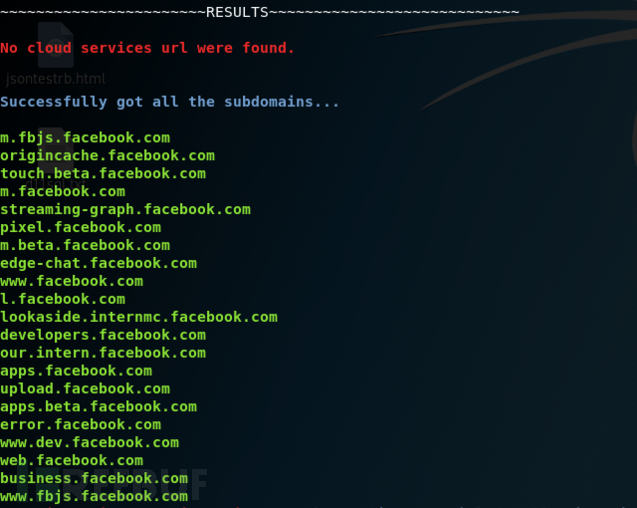 ~~~~~~~~~~~~~~~~~~~~~~~RESULTS~~~~~~~~~~~~~~~~~~~~~~~~~~~~
No cloud services url were found.
jsontestrb.html
Successfully got all the subdomains...
m.fbjs.facebook.com
origincache.facebook.com
touch.beta.facebook.com
m.facebook.com
streaming-graph.facebook.com
pixel.facebook.com
m.beta.facebook.com
edge-chat.facebook.com
www.facebook.com
l.facebook.com
lookaside.internmc.facebook.com
developers.facebook.com
our.intern.facebook.com
apps.facebook.com
upload.facebook.com
apps.beta.facebook.com
error.facebook.com
www.dev.facebook.com
web.facebook.com
business.facebook.com
www.fbjs.facebook.com